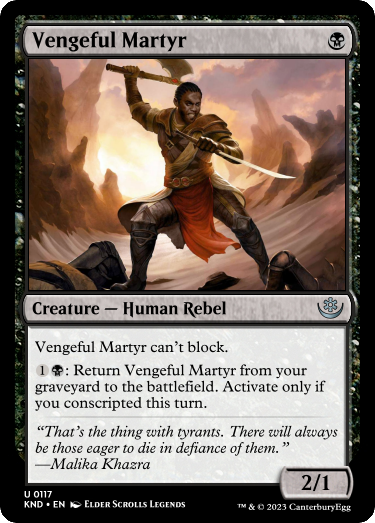 Vengeful Martyr
Creature — Human Rebel
Vengeful Martyr can't block.
1 : Return Vengeful Martyr from your
graveyard to the battlefield. Activate only if
you conscripted this turn.
"That's the thing with tyrants. There will always
be those eager to die in defiance of them."
—Malika Khazra
2/1
U 0117
KND • EN ELDER SCROLLS LEGENDS
™ & © 2023 CanterburyEgg